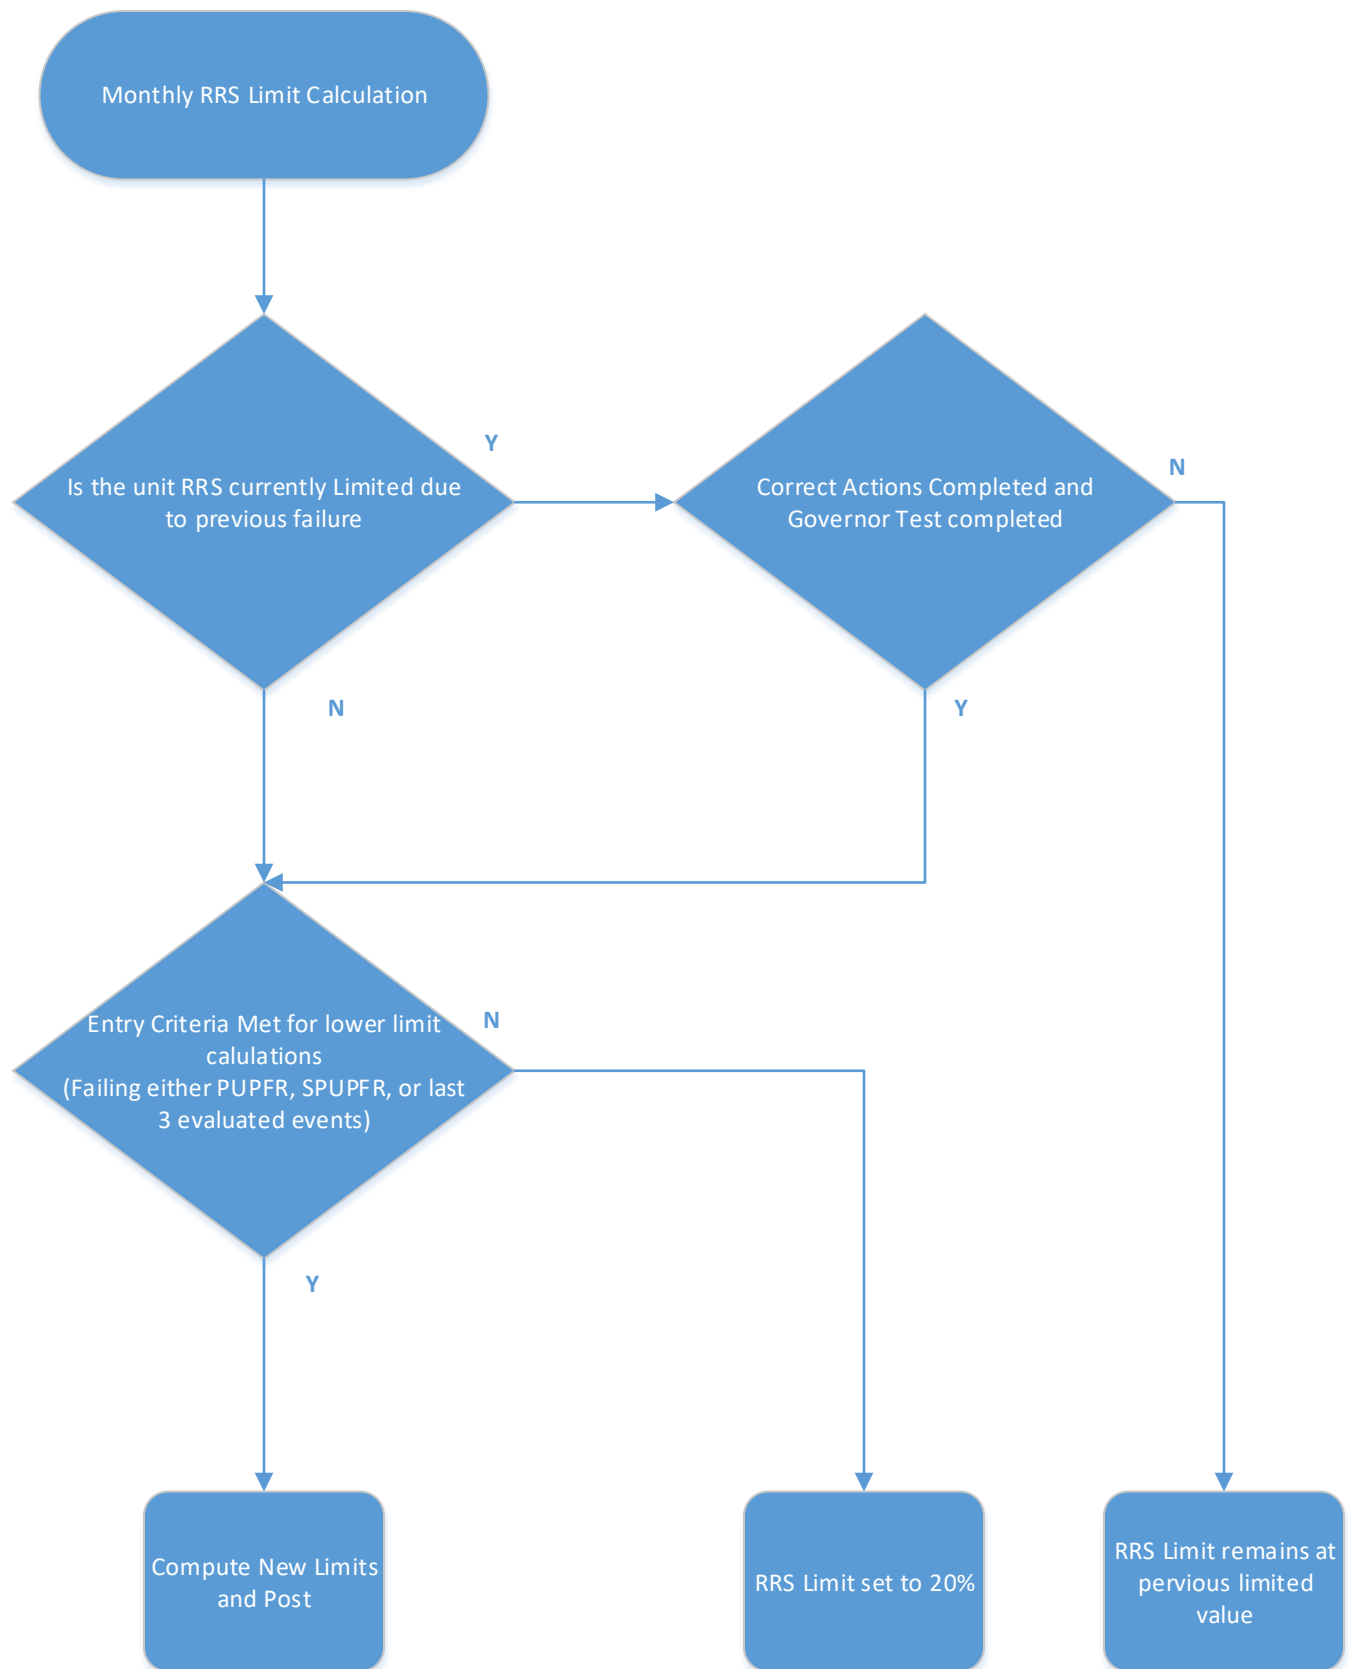 Monthly RRS Limit Calculation
Y
Is the unit RRS currently Limited due
to previous failure
N
Correct Actions Completed and
Governor Test completed
N
Y
Entry Criteria Met for lower limit
calulations
(Failing either PUPFR, SPUPFR, or last
3 evaluated events)
N
Y
Compute New Limits
and Post
RRS Limit set to 20%
RRS Limit remains at
pervious limited
value